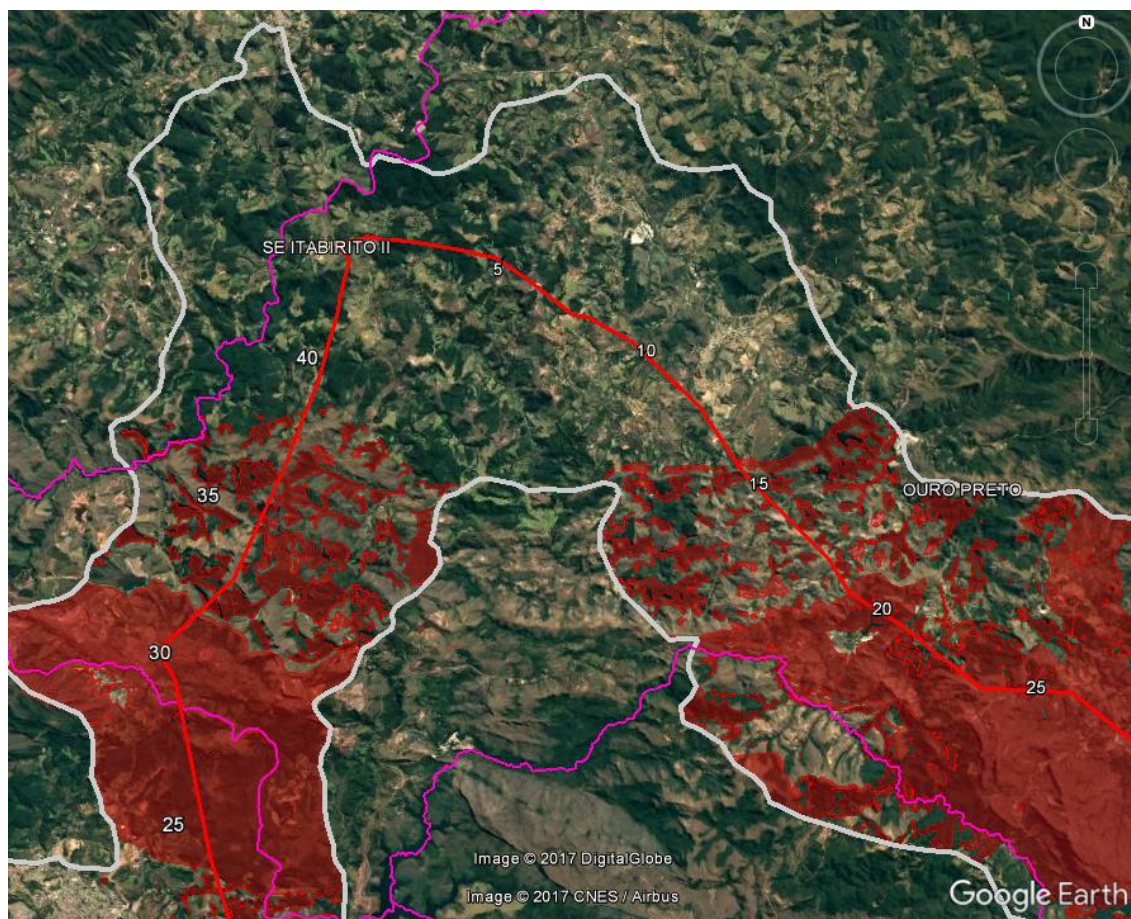 N
SE ITABIRITO II
5
40
10
35
15
OURO PRETO
20
30
25
25
Image © 2017 DigitalGlobe
Image © 2017 CNES / Airbus
Google Earth